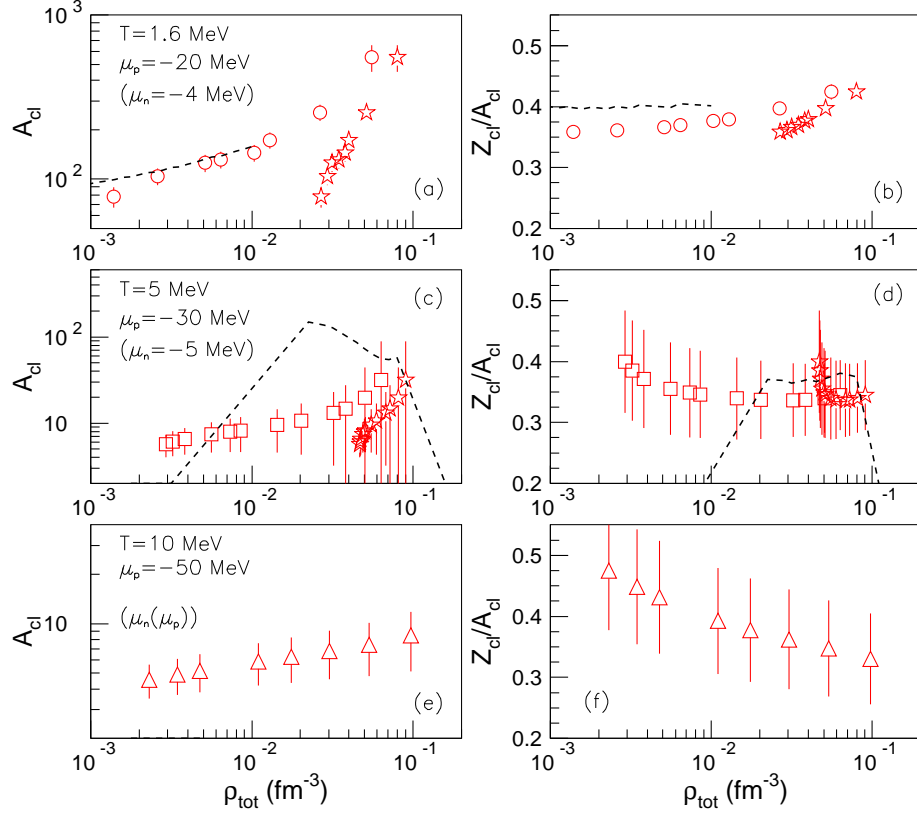 A_cl
10^3
10^2
T=1.6 MeV
μ_p=−20 MeV
(μ_n=−4 MeV)
(a)
10^-3
10^-2
10^-1
Z_cl/A_cl
0.5
0.4
0.3
0.2
(b)
10^-3
10^-2
10^-1
A_cl
10^2
10
T=5 MeV
μ_p=−30 MeV
(μ_n=−5 MeV)
(c)
10^-3
10^-2
10^-1
Z_cl/A_cl
0.5
0.4
0.3
0.2
(d)
10^-3
10^-2
10^-1
A_cl
10
T=10 MeV
μ_p=−50 MeV
(μ_n(μ_p))
(e)
10^-3
10^-2
10^-1
ρ_tot (fm^-3)
Z_cl/A_cl
0.5
0.4
0.3
0.2
(f)
10^-3
10^-2
10^-1
ρ_tot (fm^-3)